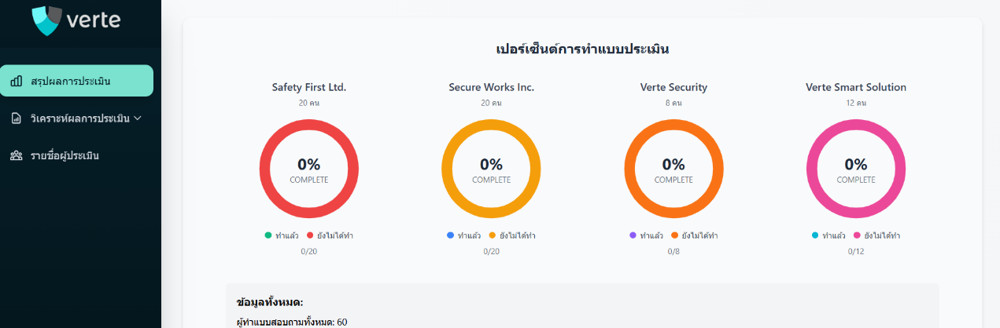 verte
สรุปผลการประเมิน
วิเคราะห์ผลการประเมิน
รายชื่อผู้ประเมิน
เปอร์เซ็นต์การทำแบบประเมิน
Safety First Ltd.
20 คน
0%
COMPLETE
ทำแล้ว ยังไม่ได้ทำ
0/20
Secure Works Inc.
20 คน
0%
COMPLETE
ทำแล้ว ยังไม่ได้ทำ
0/20
Verte Security
8 คน
0%
COMPLETE
ทำแล้ว ยังไม่ได้ทำ
0/8
Verte Smart Solution
12 คน
0%
COMPLETE
ทำแล้ว ยังไม่ได้ทำ
0/12
ข้อมูลทั้งหมด:
ผู้ทำแบบสอบถามทั้งหมด: 60